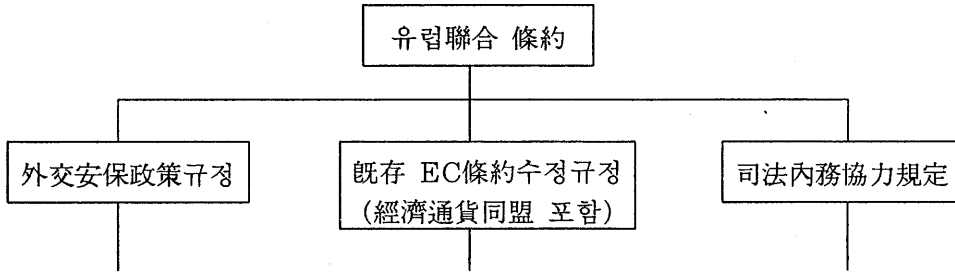 유럽聯合 條約
外交安保政策규정
旣存 EC條約수정규정
(經濟通貨同盟 포함)
司法內務協力規定